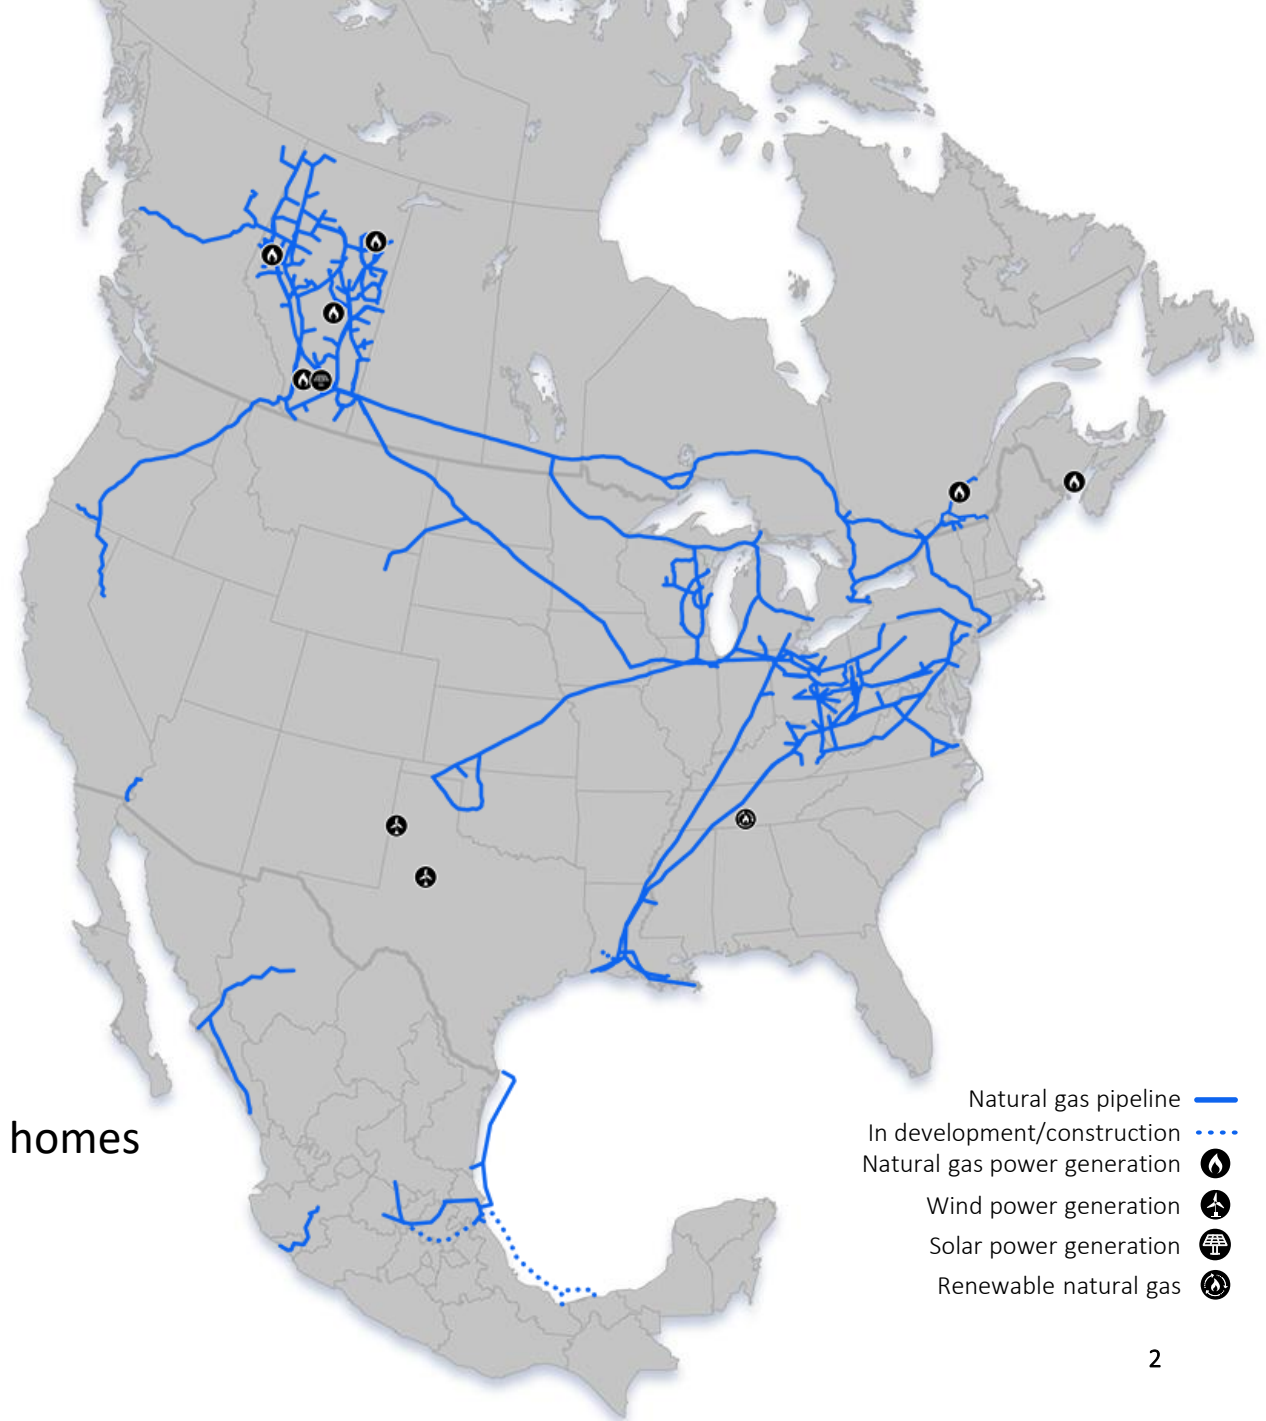 homes
Natural gas pipeline
In development/construction
Natural gas power generation
Wind power generation
Solar power generation
Renewable natural gas
2